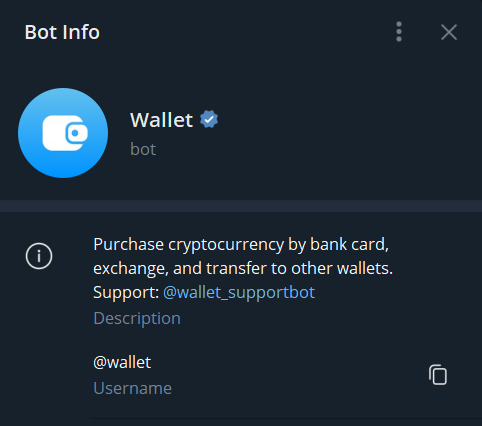 Bot Info
Wallet
bot
Purchase cryptocurrency by bank card,
exchange, and transfer to other wallets.
Support: @wallet_supportbot
Description
@wallet
Username